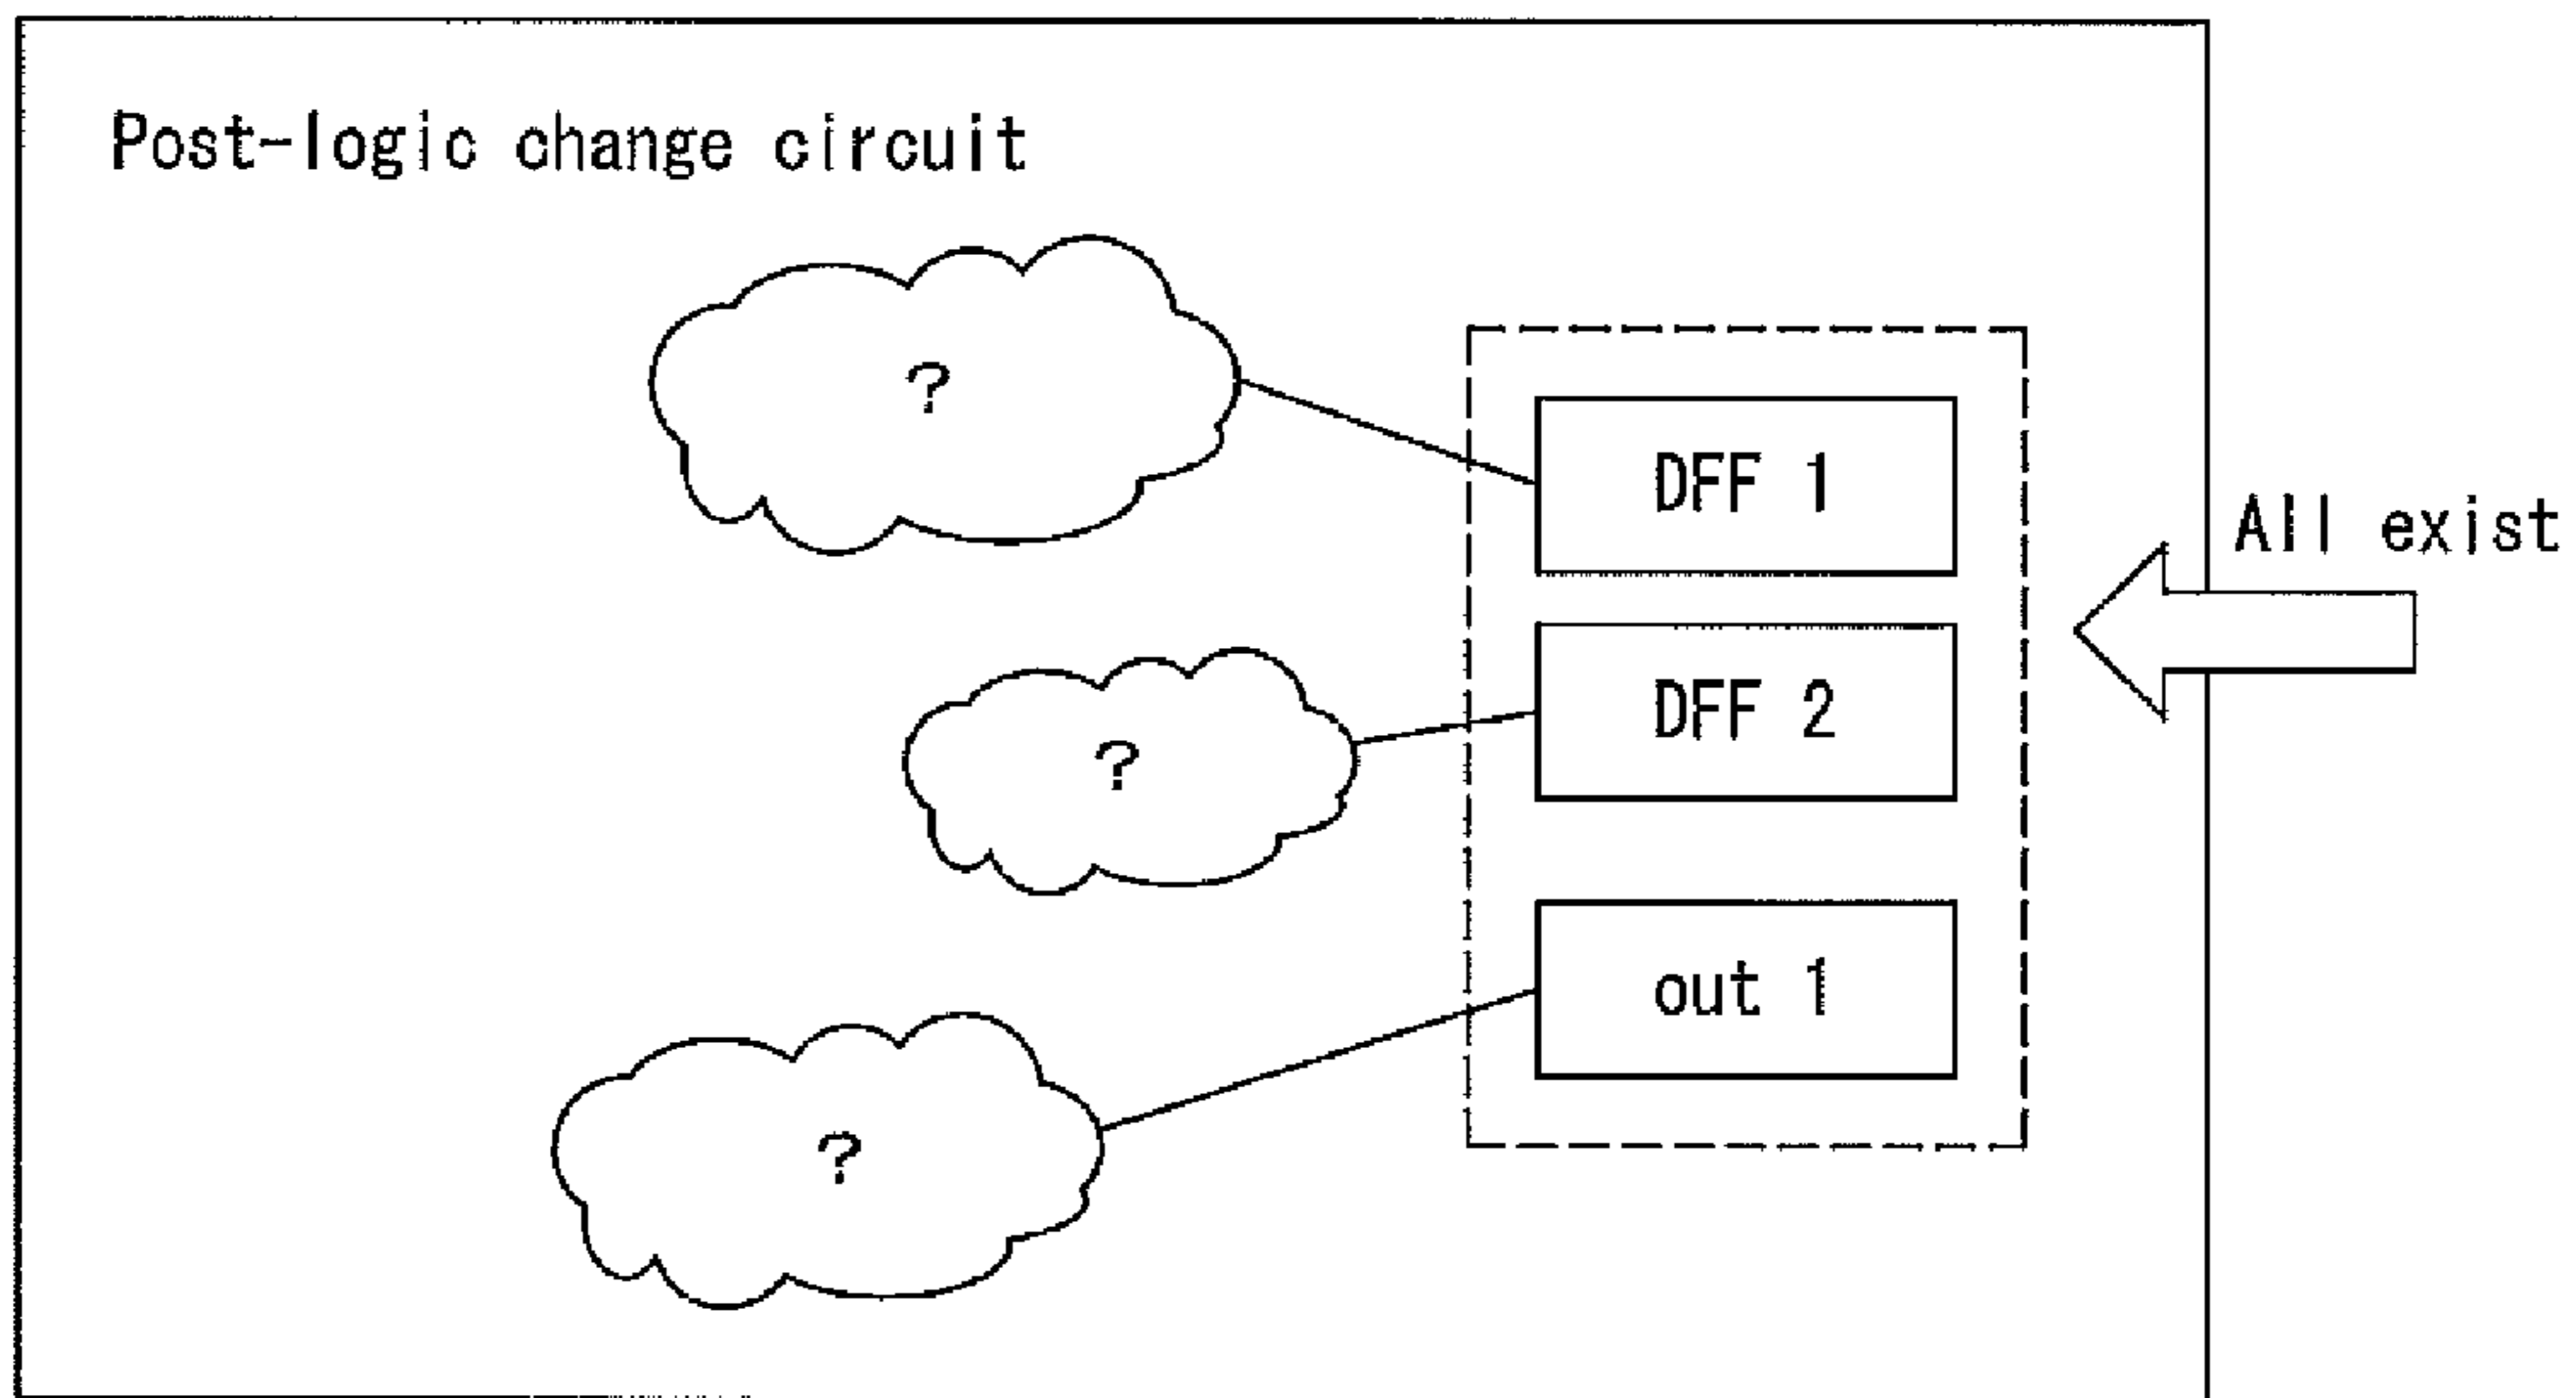 Post-logic change circuit
?
DFF 1
All exist
DFF 2
?
out 1
?